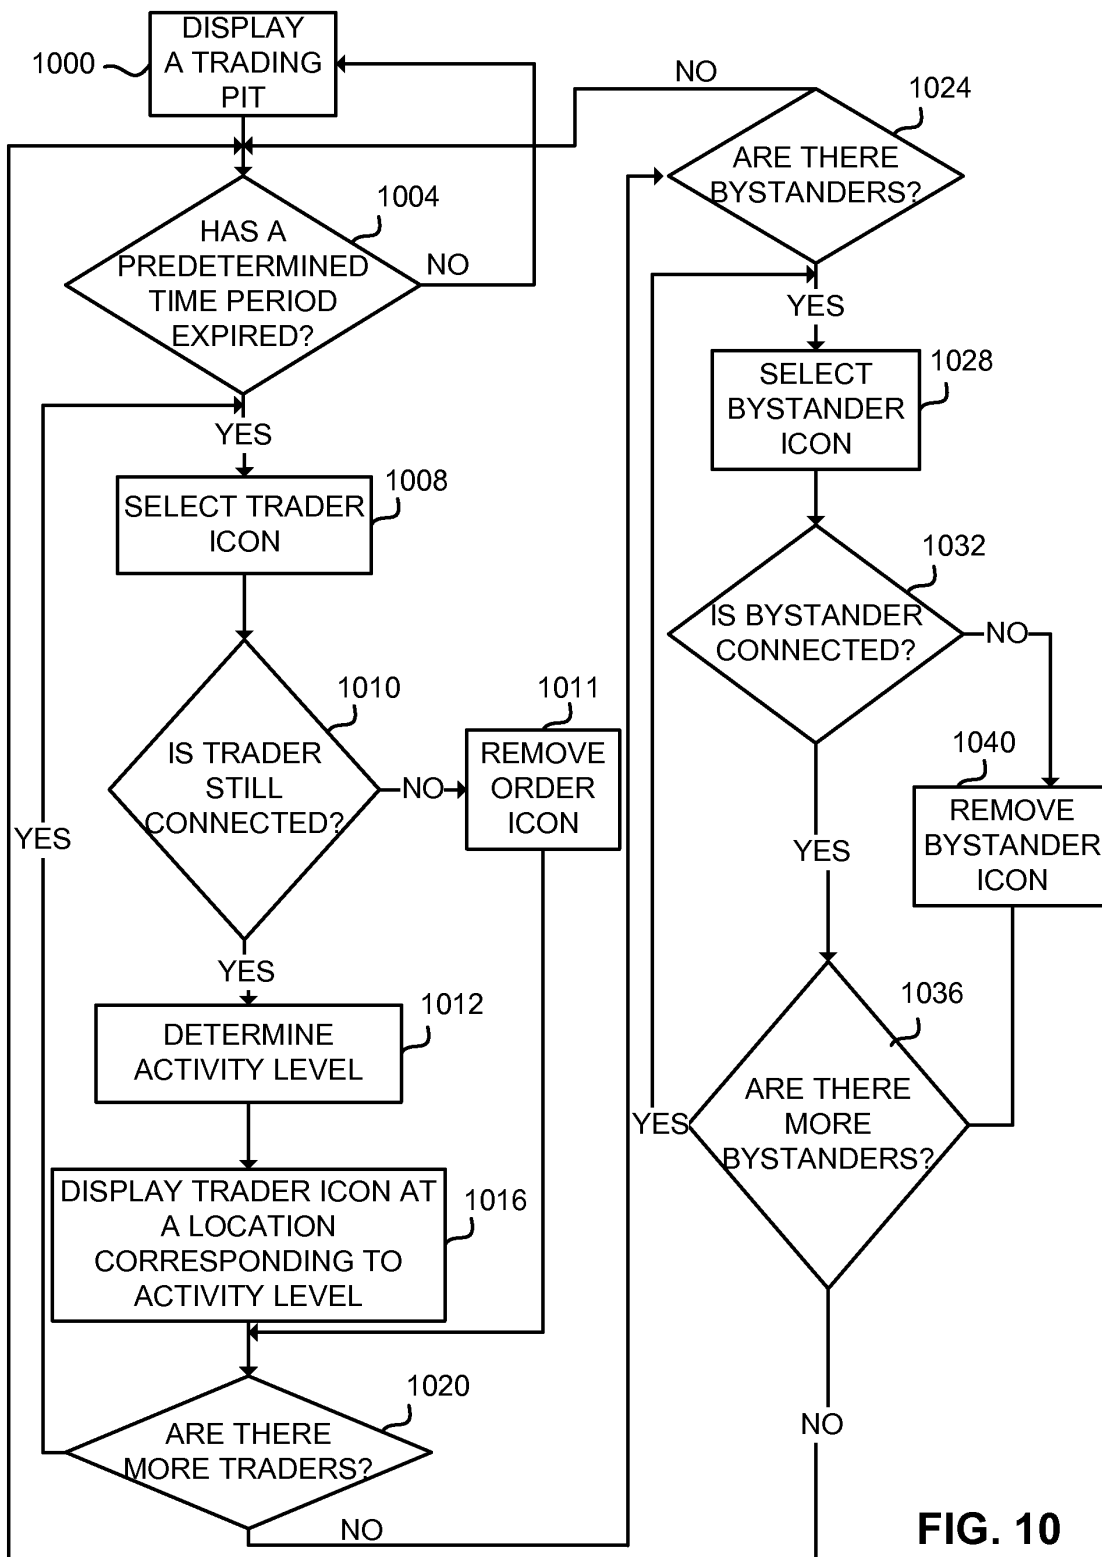 1000
DISPLAY
A TRADING
PIT
1004
HAS A
PREDETERMINED
TIME PERIOD
EXPIRED?
NO
YES
1008
SELECT TRADER
ICON
1010
IS TRADER
STILL
CONNECTED?
NO
1011
REMOVE
ORDER
ICON
YES
YES
1012
DETERMINE
ACTIVITY LEVEL
1016
DISPLAY TRADER ICON AT
A LOCATION
CORRESPONDING TO
ACTIVITY LEVEL
1020
ARE THERE
MORE TRADERS?
NO
NO
1024
ARE THERE
BYSTANDERS?
YES
1028
SELECT
BYSTANDER
ICON
1032
IS BYSTANDER
CONNECTED?
NO
1040
REMOVE
BYSTANDER
ICON
YES
1036
ARE THERE
MORE
BYSTANDERS?
YES
NO
FIG. 10